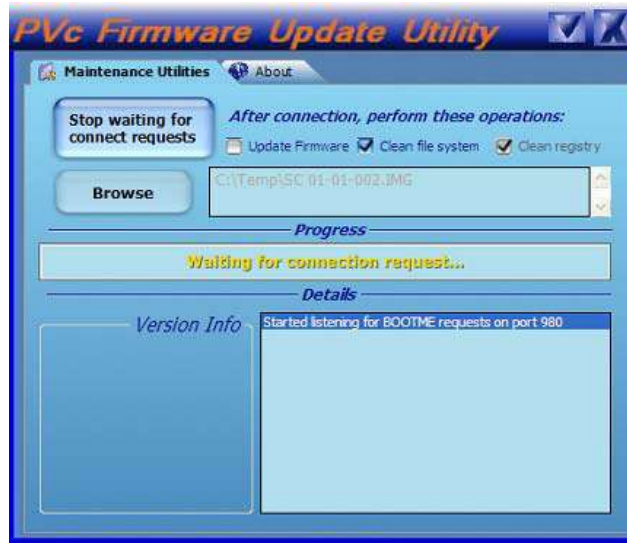 PVc Firmware Update Utility
Maintenance Utilities About
Stop waiting for
connect requests
After connection, perform these operations:
Update Firmware Clean file system Clean registry
Browse
C:\Temp\SC 01-01-002.IMG
Progress
Waiting for connection request...
Details
Version Info
Started listening for BOOTME requests on port 980